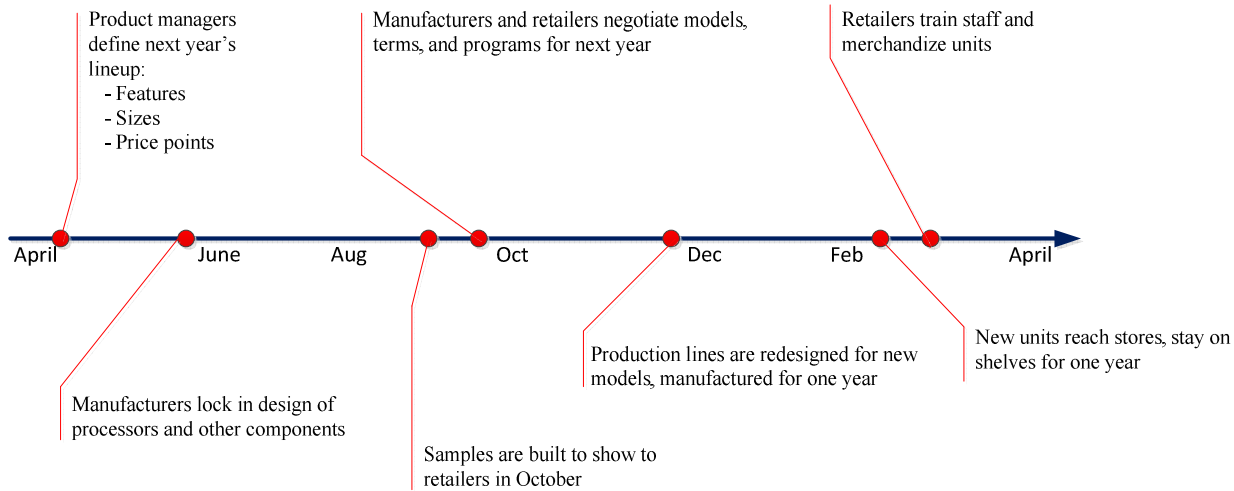 Product managers
define next year's
lineup:
- Features
- Sizes
- Price points
Manufacturers and retailers negotiate models,
terms, and programs for next year
Retailers train staff and
merchandize units
April
June
Aug
Oct
Dec
Feb
April
Manufacturers lock in design of
processors and other components
Samples are built to show to
retailers in October
Production lines are redesigned for new
models, manufactured for one year
New units reach stores, stay on
shelves for one year